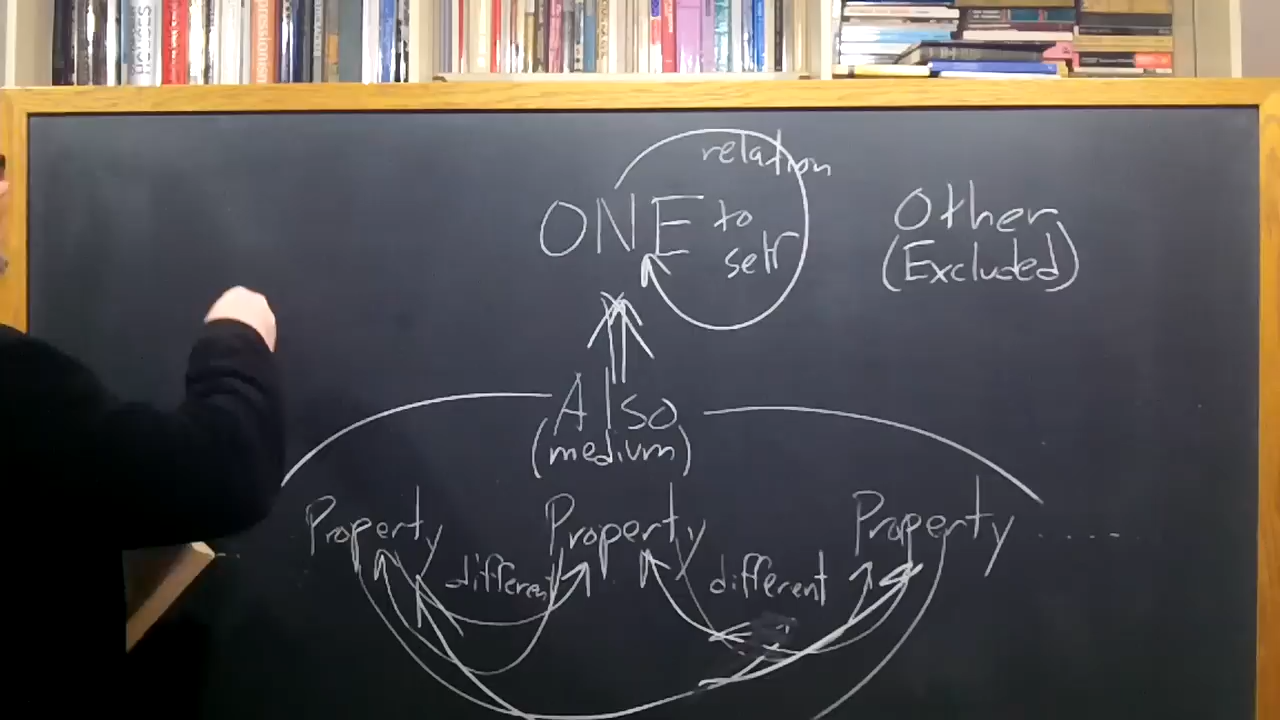 relation
ONE to
self
Other
(Excluded)
Also
(medium)
Property Property Property
different different